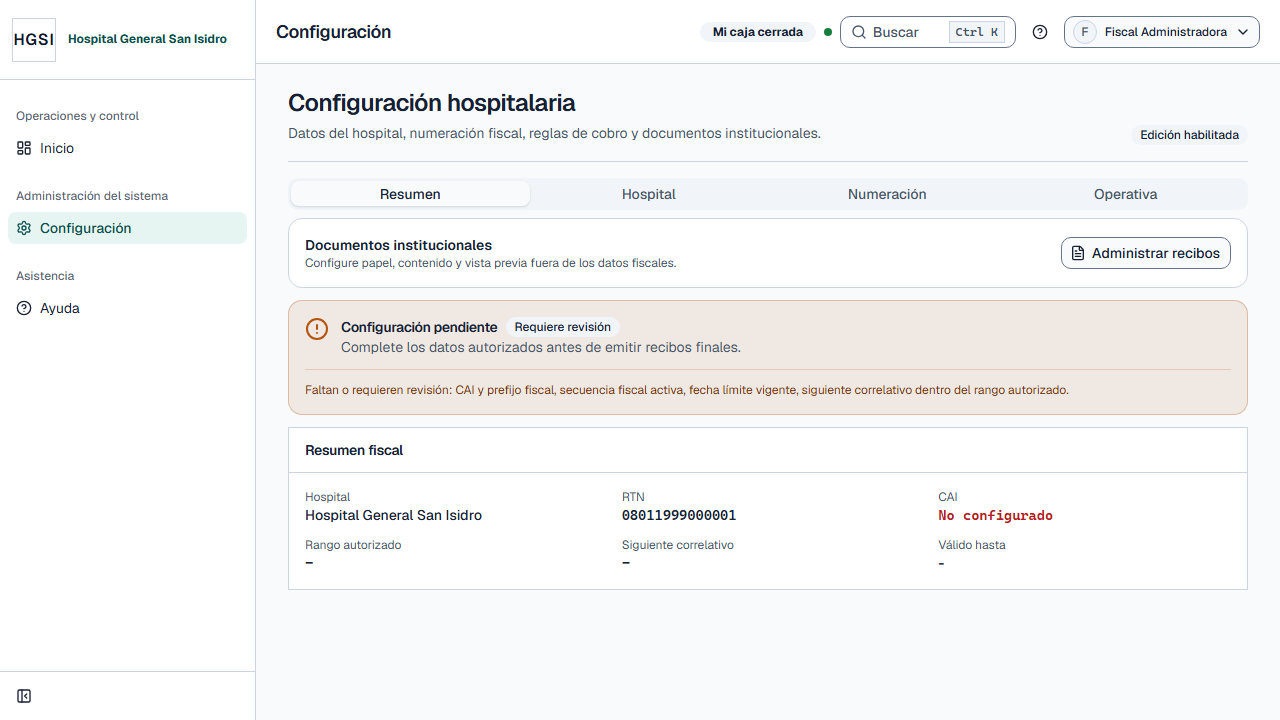 HGSI
Hospital General San Isidro
Configuración
Mi caja cerrada
Buscar
Ctrl K
F
Fiscal Administradora
Operaciones y control
Inicio
Administración del sistema
Configuración
Asistencia
Ayuda
Configuración hospitalaria
Datos del hospital, numeración fiscal, reglas de cobro y documentos institucionales.
Edición habilitada
Resumen
Hospital
Numeración
Operativa
Documentos institucionales
Configure papel, contenido y vista previa fuera de los datos fiscales.
Administrar recibos
Configuración pendiente
Requiere revisión
Complete los datos autorizados antes de emitir recibos finales.
Faltan o requieren revisión: CAI y prefijo fiscal, secuencia fiscal activa, fecha límite vigente, siguiente correlativo dentro del rango autorizado.
Resumen fiscal
Hospital
Hospital General San Isidro
RTN
08011999000001
CAI
No configurado
Rango autorizado
–
Siguiente correlativo
–
Válido hasta
-